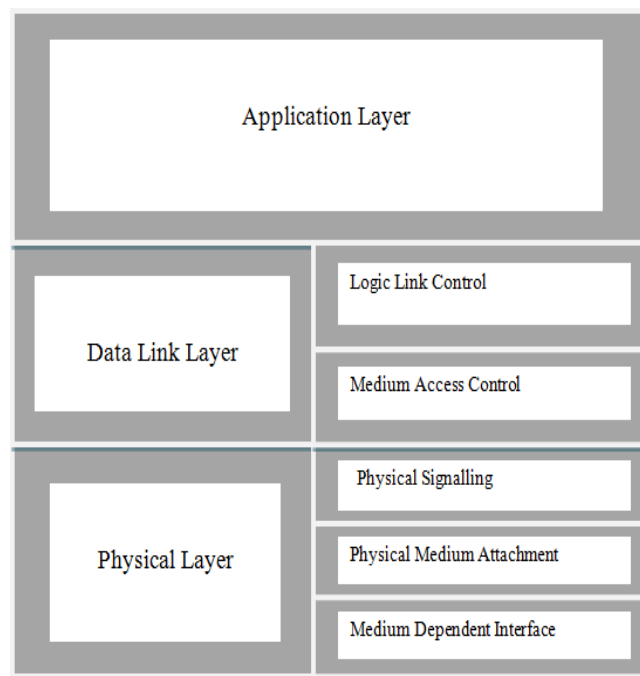 Application Layer
Data Link Layer
Logic Link Control
Medium Access Control
Physical Layer
Physical Signalling
Physical Medium Attachment
Medium Dependent Interface